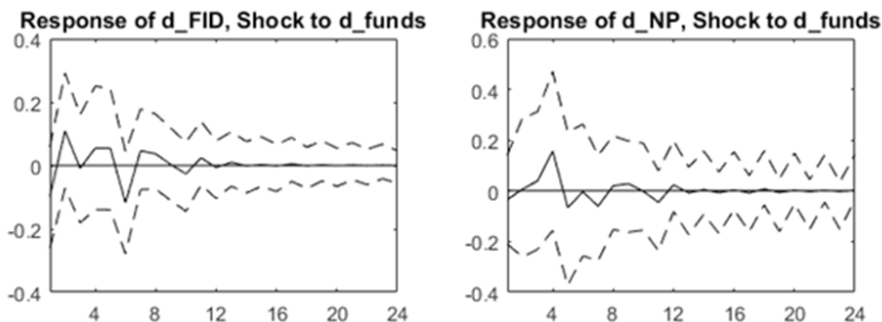 Response of d_FID, Shock to d_funds
0.4
0.2
0
-0.2
-0.4
4 8 12 16 20 24
Response of d_NP, Shock to d_funds
0.6
0.4
0.2
0
-0.2
-0.4
4 8 12 16 20 24